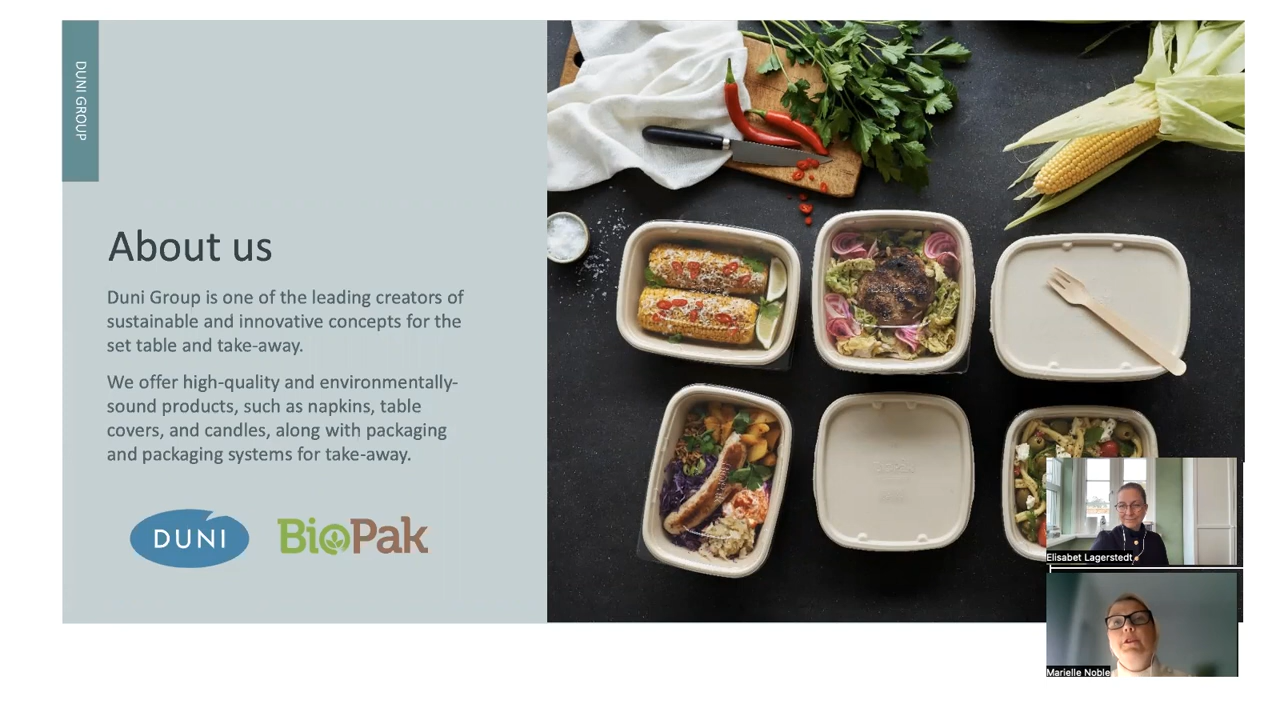 DUNI GROUP
About us
Duni Group is one of the leading creators of
sustainable and innovative concepts for the
set table and take-away.
We offer high-quality and environmentally-
sound products, such as napkins, table
covers, and candles, along with packaging
and packaging systems for take-away.
DUNI
BioPak
Elisabet Lagerstedt
Marielle Noble